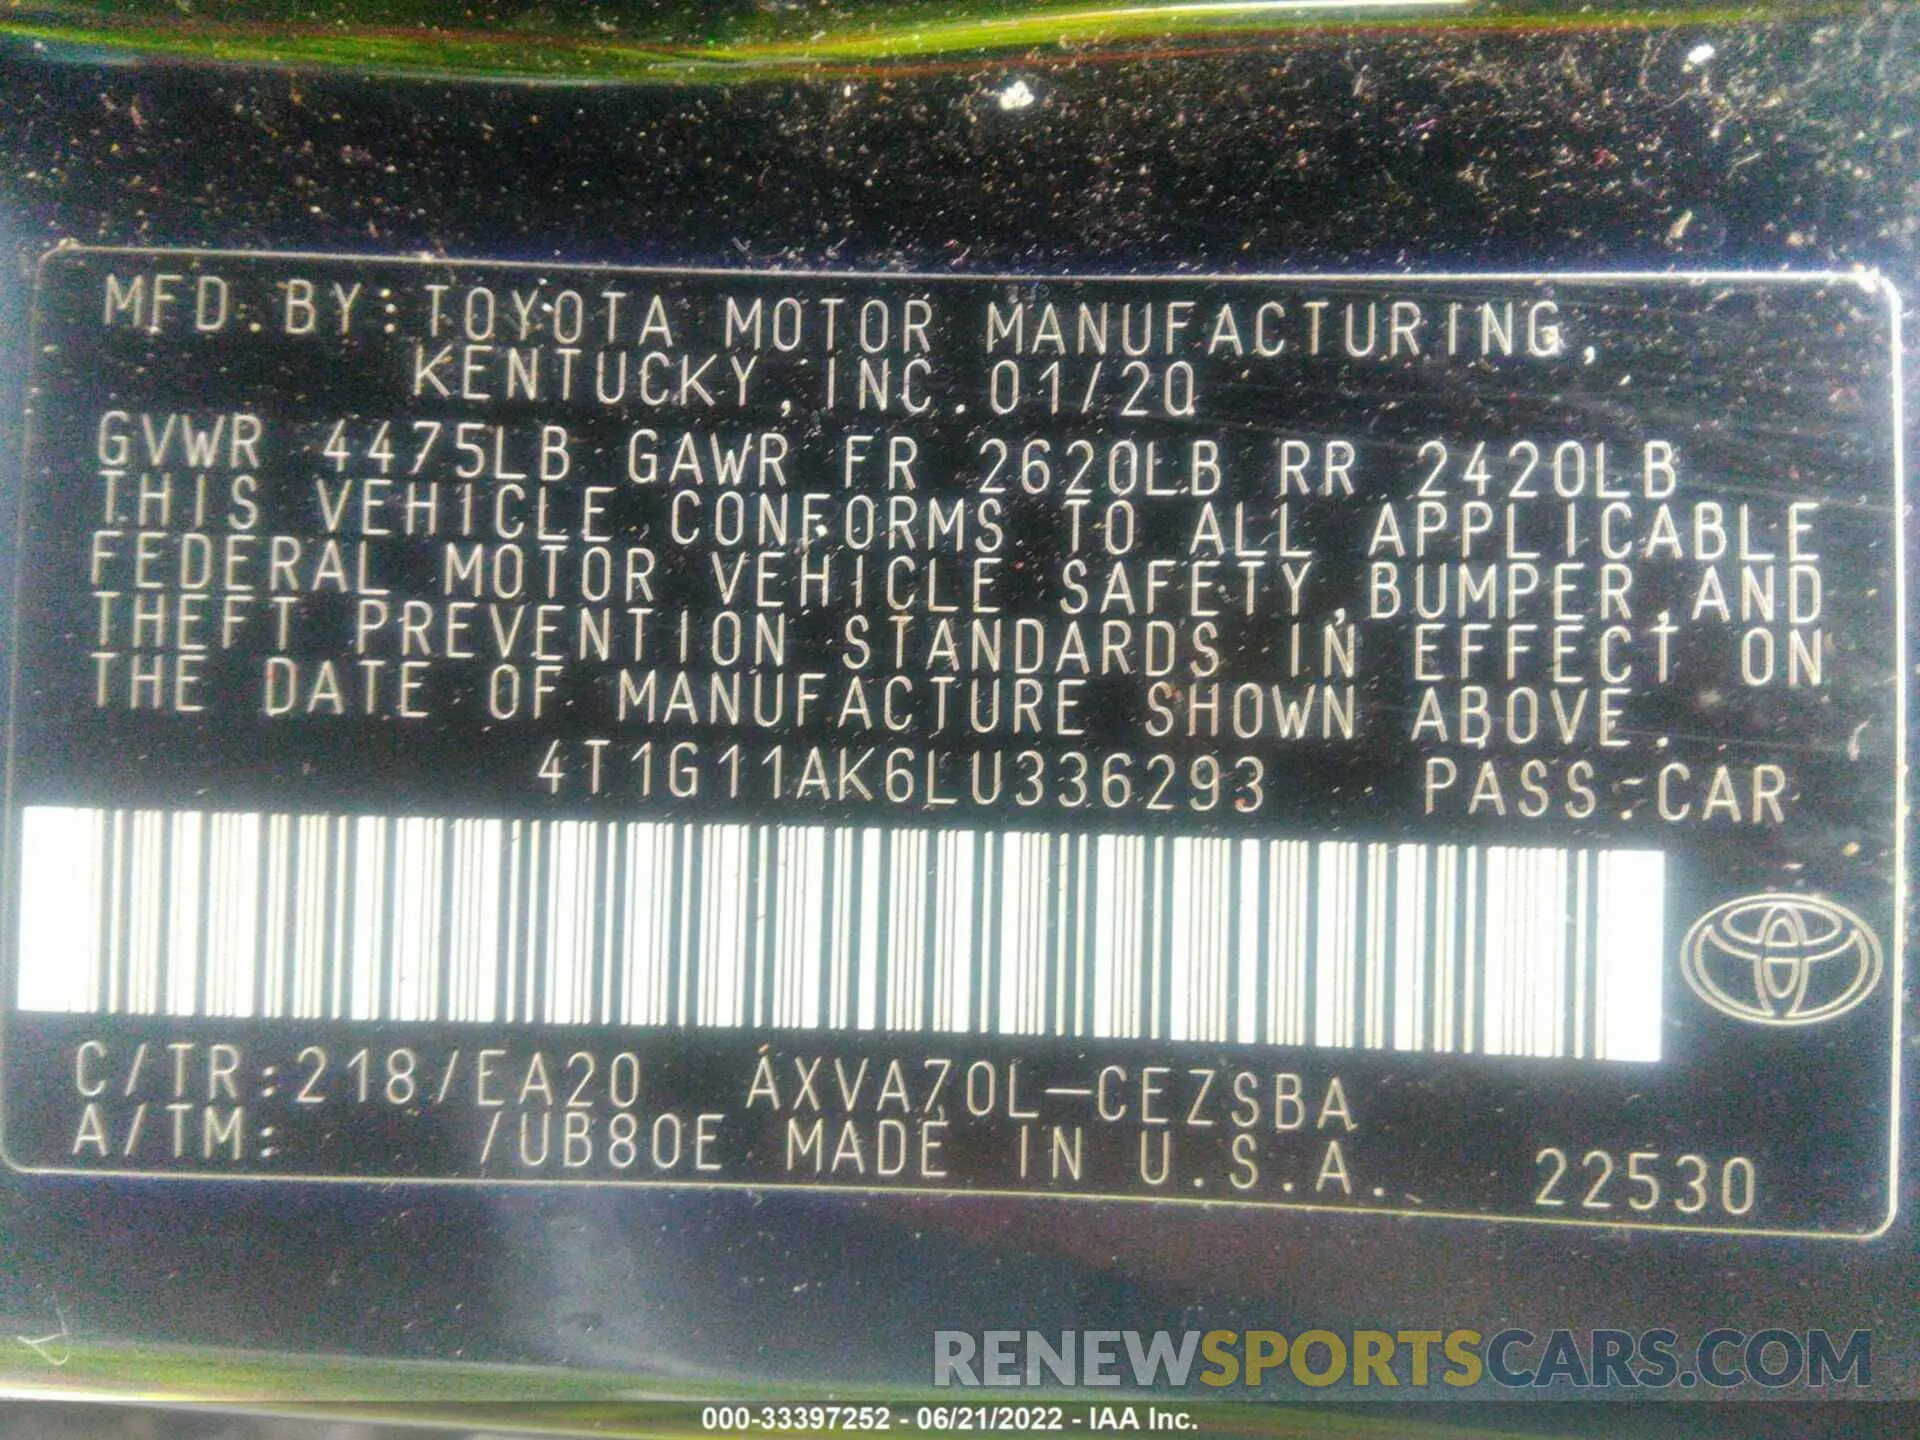 MFD.BY:TOYOTA MOTOR MANUFACTURING,
KENTUCKY,INC.01/20
GVWR 4475LB GAWR FR 2620LB RR 2420LB
THIS VEHICLE CONFORMS TO ALL APPLICABLE
FEDERAL MOTOR VEHICLE SAFETY,BUMPER,AND
THEFT PREVENTION STANDARDS IN EFFECT ON
THE DATE OF MANUFACTURE SHOWN ABOVE.
4T1G11AK6LU336293 PASS.CAR
C/TR:218/EA20 AXVA70L-CEZSBA
A/TM: /UB80E MADE IN U.S.A. 22530
RENEWSPORTSCARS.COM
000-33397252 - 06/21/2022 - IAA Inc.